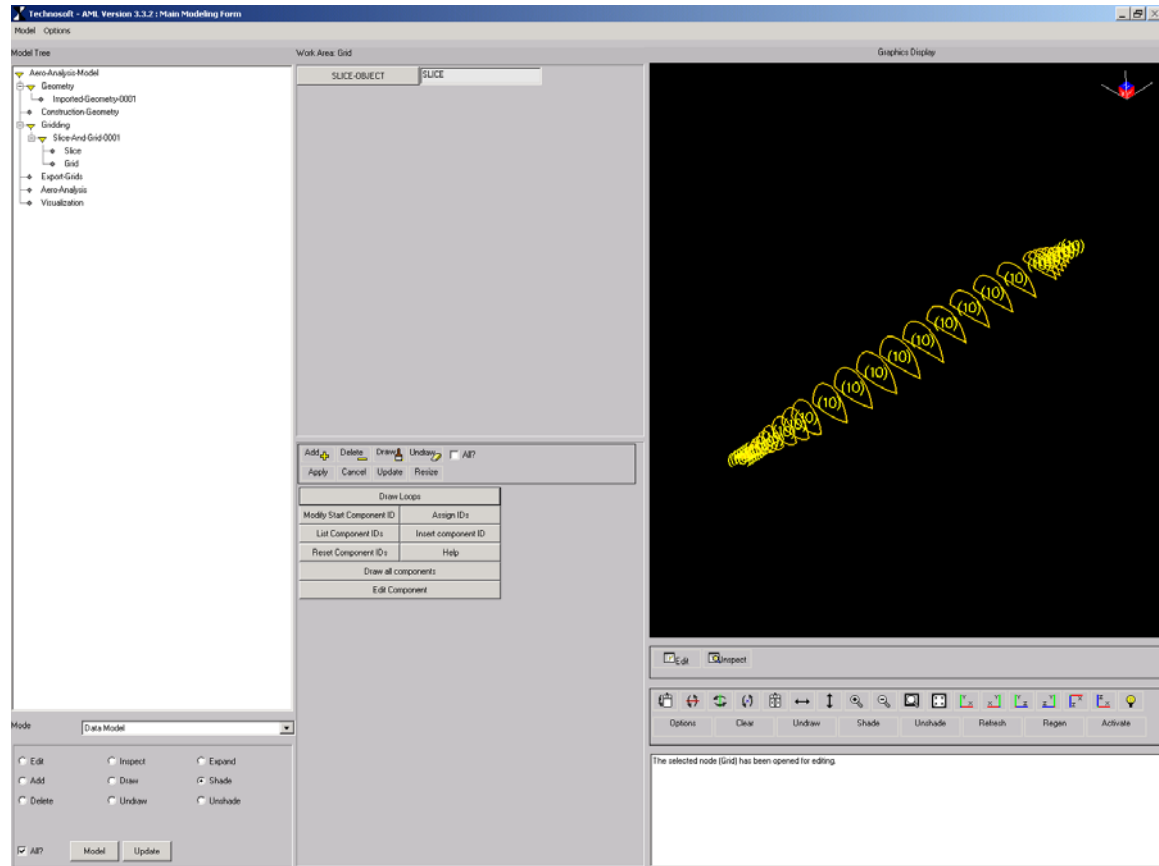 Technosoft - AML Version 3.3.2 : Main Modeling Form
Model Options
Model Tree
Work Area: Grid
Graphics Display
Aero-Analysis-Model
Geometry
Imported-Geometry-0001
Construction-Geometry
Gridding
Slice-And-Grid-0001
Slice
Grid
Export-Grids
Aero-Analysis
Visualization
SLICE-OBJECT SLICE
Add Delete Draw Undraw All?
Apply Cancel Update Resize
Draw Loops
Modify Start Component ID Assign IDs
List Component IDs Insert component ID
Reset Component IDs Help
Draw all components
Edit Component
(10)
(10)
(10)
(10)
(10)
(10)
(10)
(10)
(10)
(10)
(10)
Edit Inspect
Options Clear Undraw Shade Unshade Refresh Regen Activate
The selected node (Grid) has been opened for editing.
Mode Data Model
Edit Inspect Expand
Add Draw Shade
Delete Undraw Unshade
All? Model Update